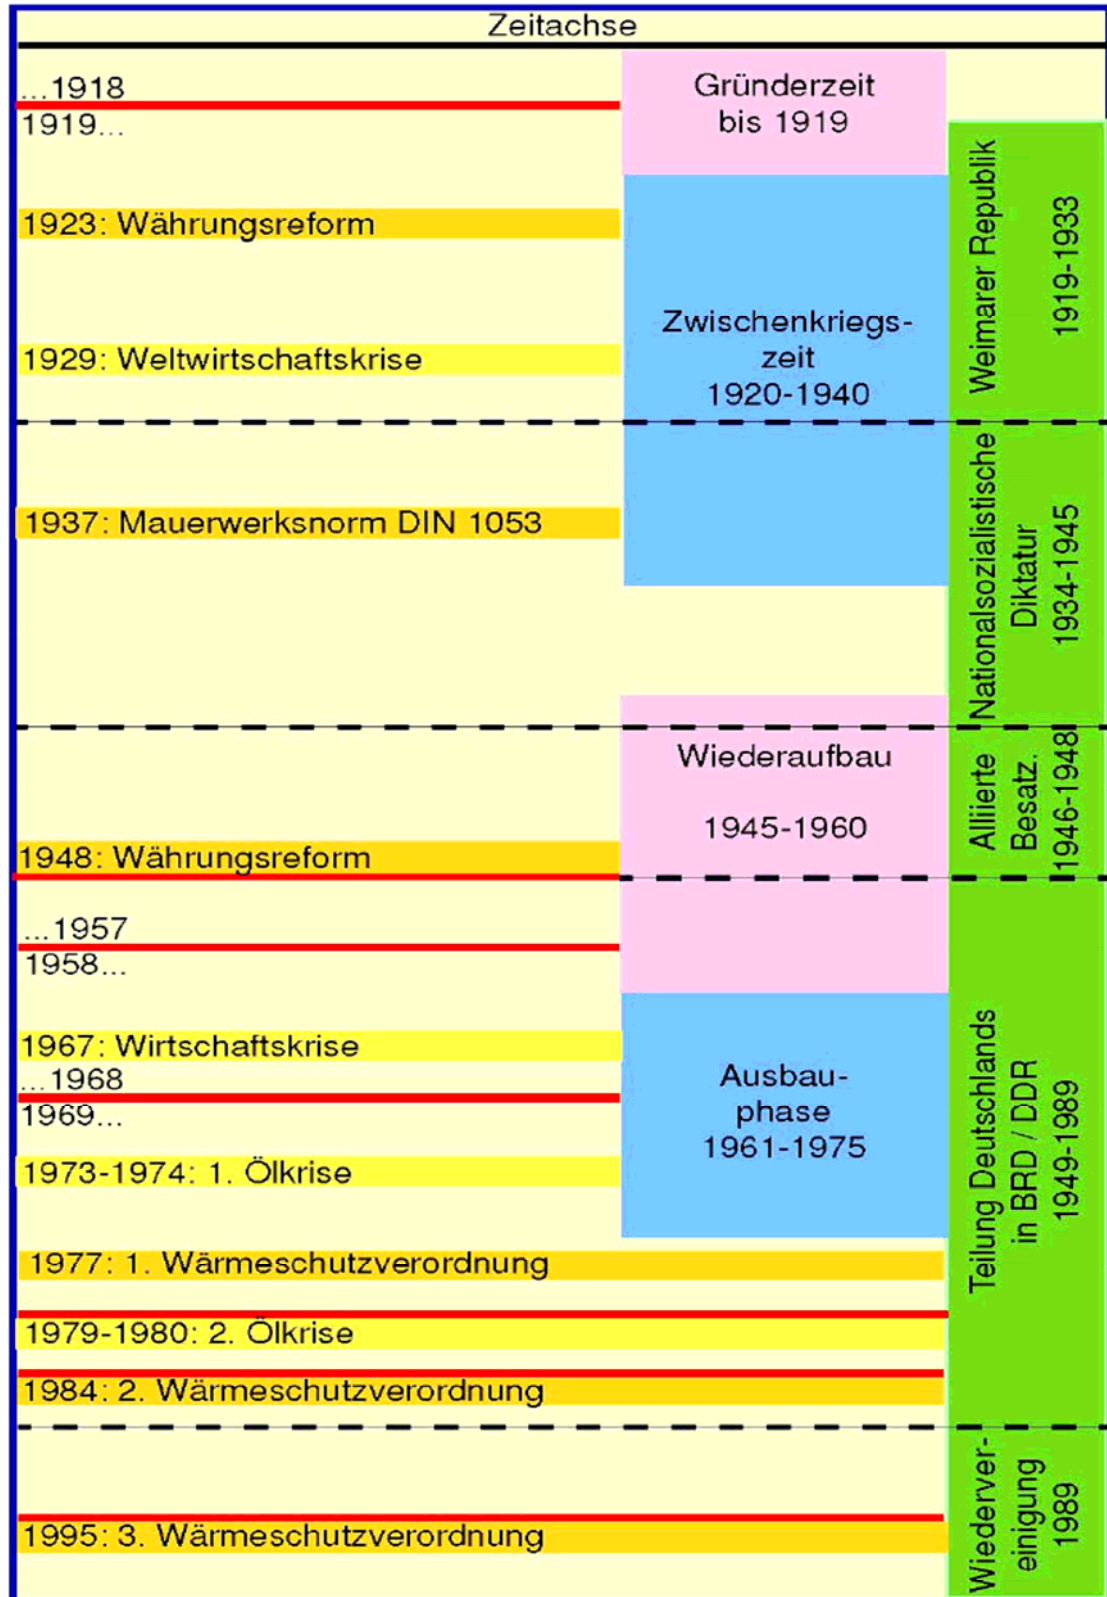 Zeitachse
...1918
1919...
1923: Währungsreform
1929: Weltwirtschaftskrise
1937: Mauerwerksnorm DIN 1053
1948: Währungsreform
...1957
1958...
1967: Wirtschaftskrise
...1968
1969...
1973-1974: 1. Ölkrise
1977: 1. Wärmeschutzverordnung
1979-1980: 2. Ölkrise
1984: 2. Wärmeschutzverordnung
1995: 3. Wärmeschutzverordnung
Gründerzeit
bis 1919
Zwischenkriegs-
zeit
1920-1940
Wiederaufbau
1945-1960
Ausbau-
phase
1961-1975
Weimarer Republik
1919-1933
Nationalsozialistische
Diktatur
1934-1945
Alliierte
Besatz.
1946-1948
Teilung Deutschlands
in BRD / DDR
1949-1989
Wiederver-
einigung
1989